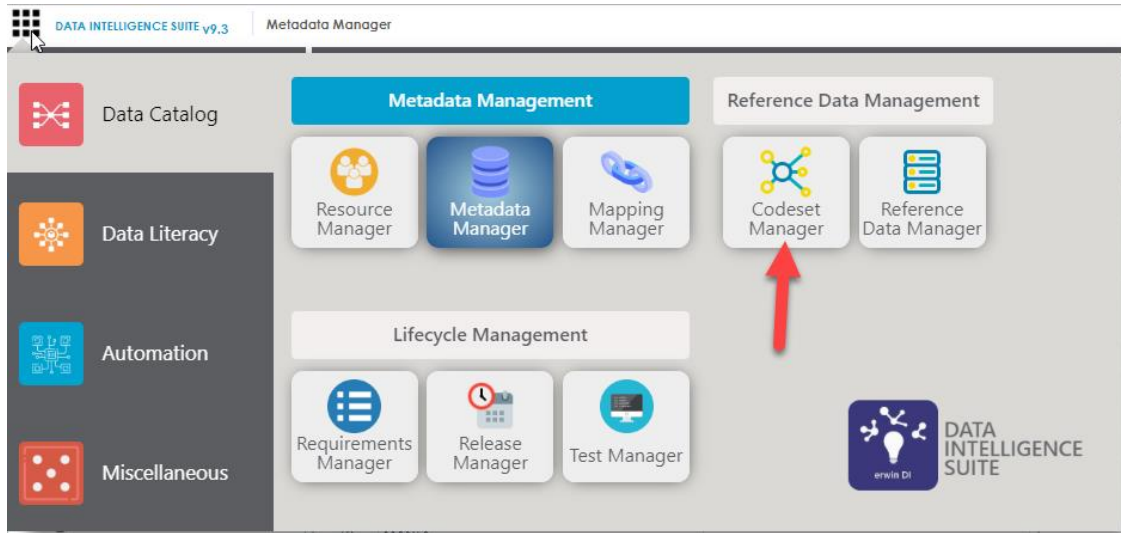 DATA INTELLIGENCE SUITE v9.3
Metadata Manager
Data Catalog
Data Literacy
Automation
Miscellaneous
Metadata Management
Resource
Manager
Metadata
Manager
Mapping
Manager
Reference Data Management
Codeset
Manager
Reference
Data Manager
Lifecycle Management
Requirements
Manager
Release
Manager
Test Manager
erwin DI
DATA
INTELLIGENCE
SUITE